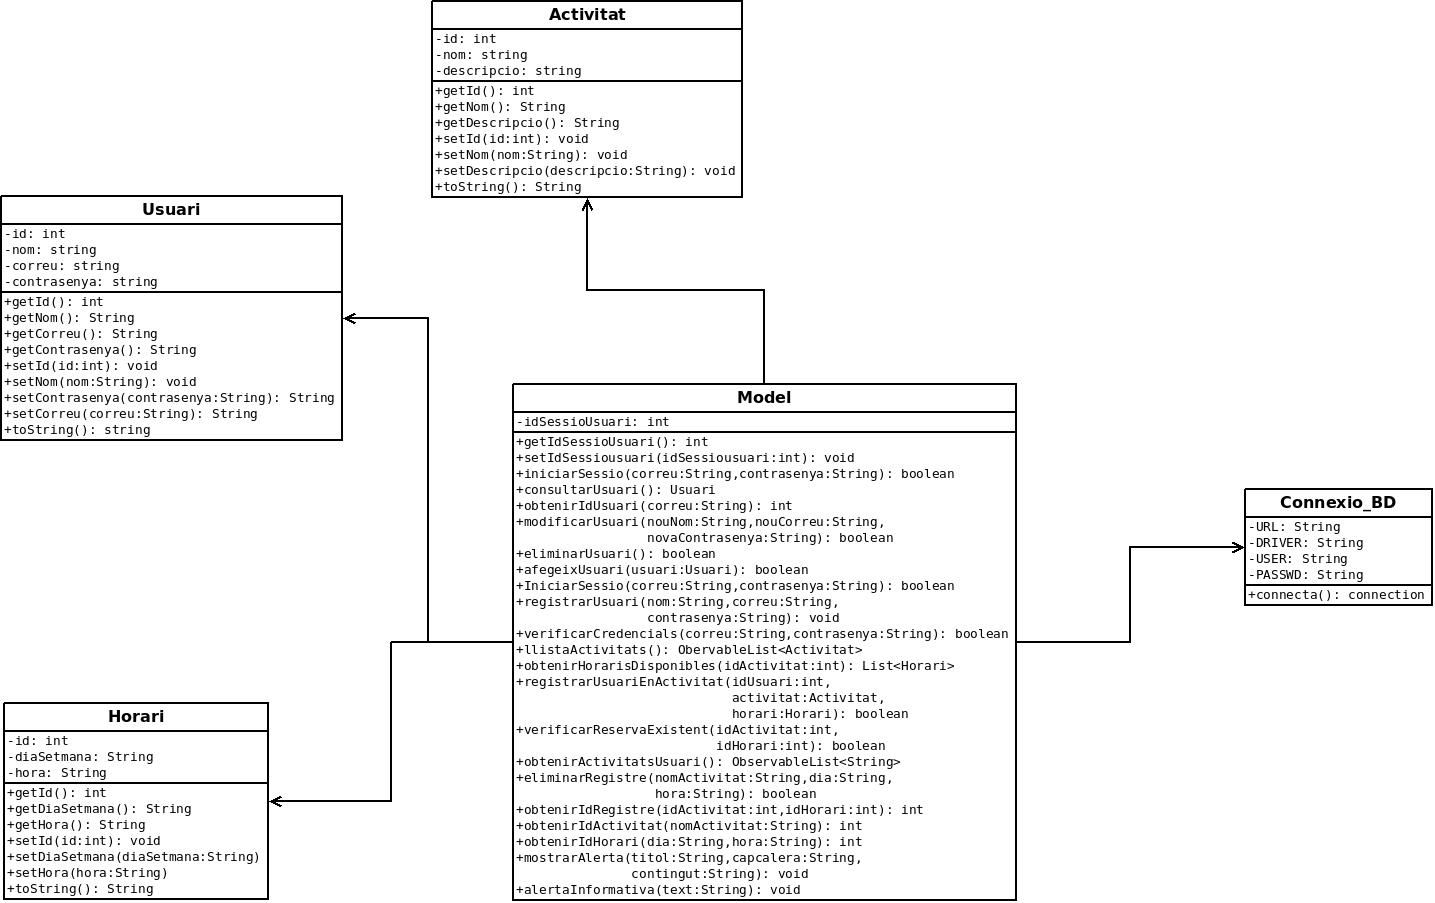 Activitat
-id: int
-nom: string
-descripcio: string
+getId(): int
+getNom(): String
+getDescripcio(): String
+setId(id:int): void
+setNom(nom:String): void
+setDescripcio(descripcio:String): void
+toString(): String
Usuari
-id: int
-nom: string
-correu: string
-contrasenya: string
+getId(): int
+getNom(): String
+getCorreu(): String
+getContrasenya(): String
+setId(id:int): void
+setNom(nom:String): void
+setContrasenya(contrasenya:String): String
+setCorreu(correu:String): String
+toString(): string
Model
-idSessioUsuari: int
+getIdSessioUsuari(): int
+setIdSessiousuari(idSessiousuari:int): void
+iniciarSessio(correu:String,contrasenya:String): boolean
+consultarUsuari(): Usuari
+obtenirIdUsuari(correu:String): int
+modificarUsuari(nouNom:String,nouCorreu:String,
novaContrasenya:String): boolean
+eliminarUsuari(): boolean
+afegeixUsuari(usuari:Usuari): boolean
+IniciarSessio(correu:String,contrasenya:String): boolean
+registrarUsuari(nom:String,correu:String,
contrasenya:String): void
+verificarCredencials(correu:String,contrasenya:String): boolean
+llistaActivitats(): ObervableList<Activitat>
+obtenirHorarisDisponibles(idActivitat:int): List<Horari>
+registrarUsuariEnActivitat(idUsuari:int,
activitat:Activitat,
horari:Horari): boolean
+verificarReservaExistent(idActivitat:int,
idHorari:int): boolean
+obtenirActivitatsUsuari(): ObservableList<String>
+eliminarRegistre(nomActivitat:String,dia:String,
hora:String): boolean
+obtenirIdRegistre(idActivitat:int,idHorari:int): int
+obtenirIdActivitat(nomActivitat:String): int
+obtenirIdHorari(dia:String,hora:String): int
+mostrarAlerta(titol:String,capcalera:String,
contingut:String): void
+alertaInformativa(text:String): void
Connexio_BD
-URL: String
-DRIVER: String
-USER: String
-PASSWD: String
+connecta(): connection
Horari
-id: int
-diaSetmana: String
-hora: String
+getId(): int
+getDiaSetmana(): String
+getHora(): String
+setId(id:int): void
+setDiaSetmana(diaSetmana:String)
+setHora(hora:String)
+toString(): String